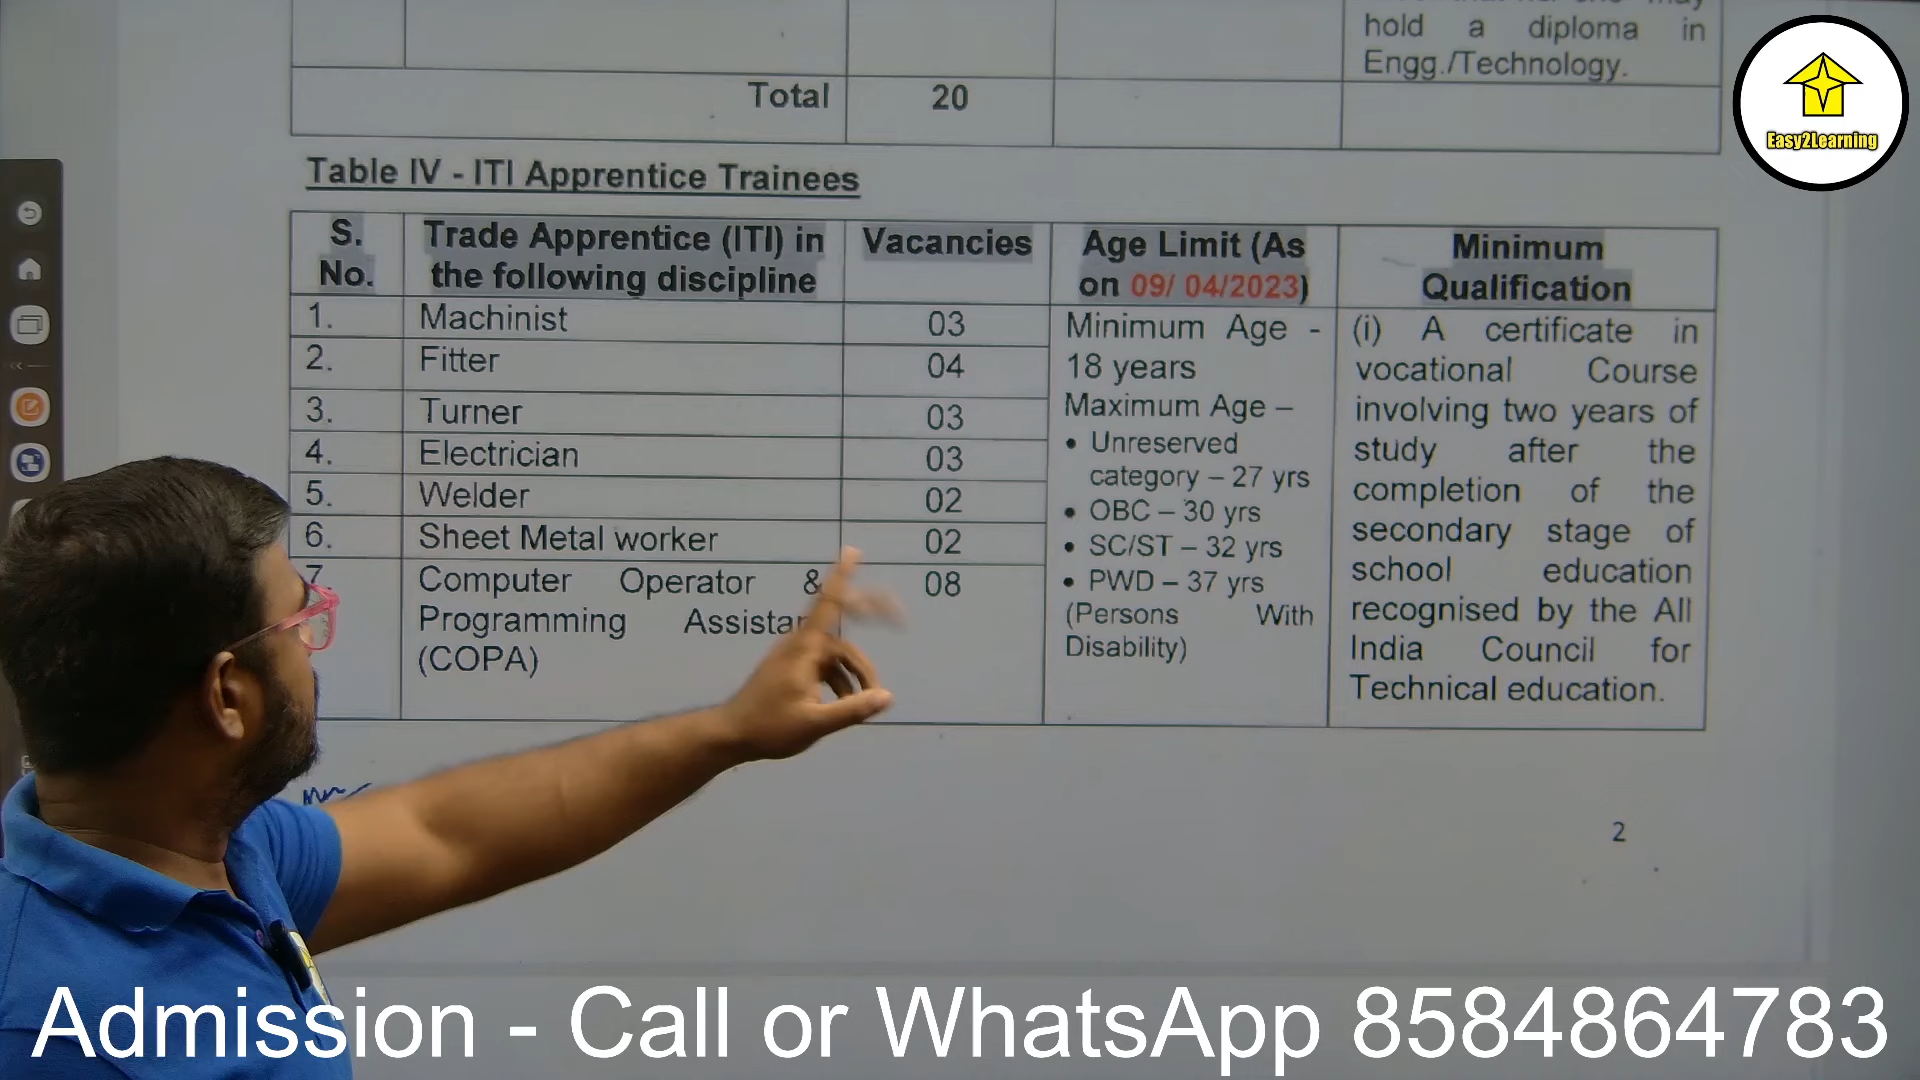 hold a diploma in
Engg./Technology.
Total 20
Easy2Learning
Table IV - ITI Apprentice Trainees
S. No. Trade Apprentice (ITI) in the following discipline Vacancies Age Limit (As on 09/ 04/2023) Minimum Qualification
1. Machinist 03
2. Fitter 04
3. Turner 03
4. Electrician 03
5. Welder 02
6. Sheet Metal worker 02
7 Computer Operator &
Programming
(COPA)
08
Minimum Age -
18 years
Maximum Age –
• Unreserved
category – 27 yrs
• OBC – 30 yrs
• SC/ST – 32 yrs
• PWD – 37 yrs
(Persons With
Disability)
(i) A certificate in
vocational Course
involving two years of
study after the
completion of the
secondary stage of
school education
recognised by the All
India Council for
Technical education.
2
Admission - Call or WhatsApp 8584864783